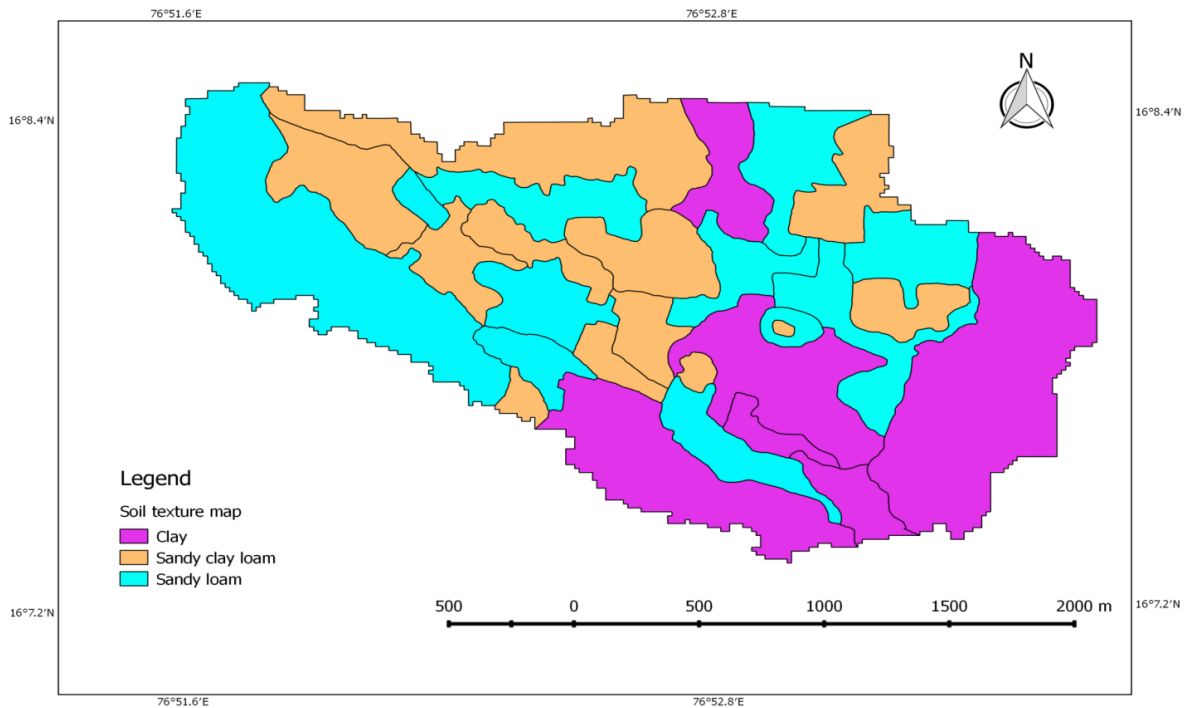 76°51.6′E
76°52.8′E
16°8.4′N
16°8.4′N
N
Legend
Soil texture map
Clay
Sandy clay loam
Sandy loam
500 0 500 1000 1500 2000 m
16°7.2′N
16°7.2′N
76°51.6′E
76°52.8′E